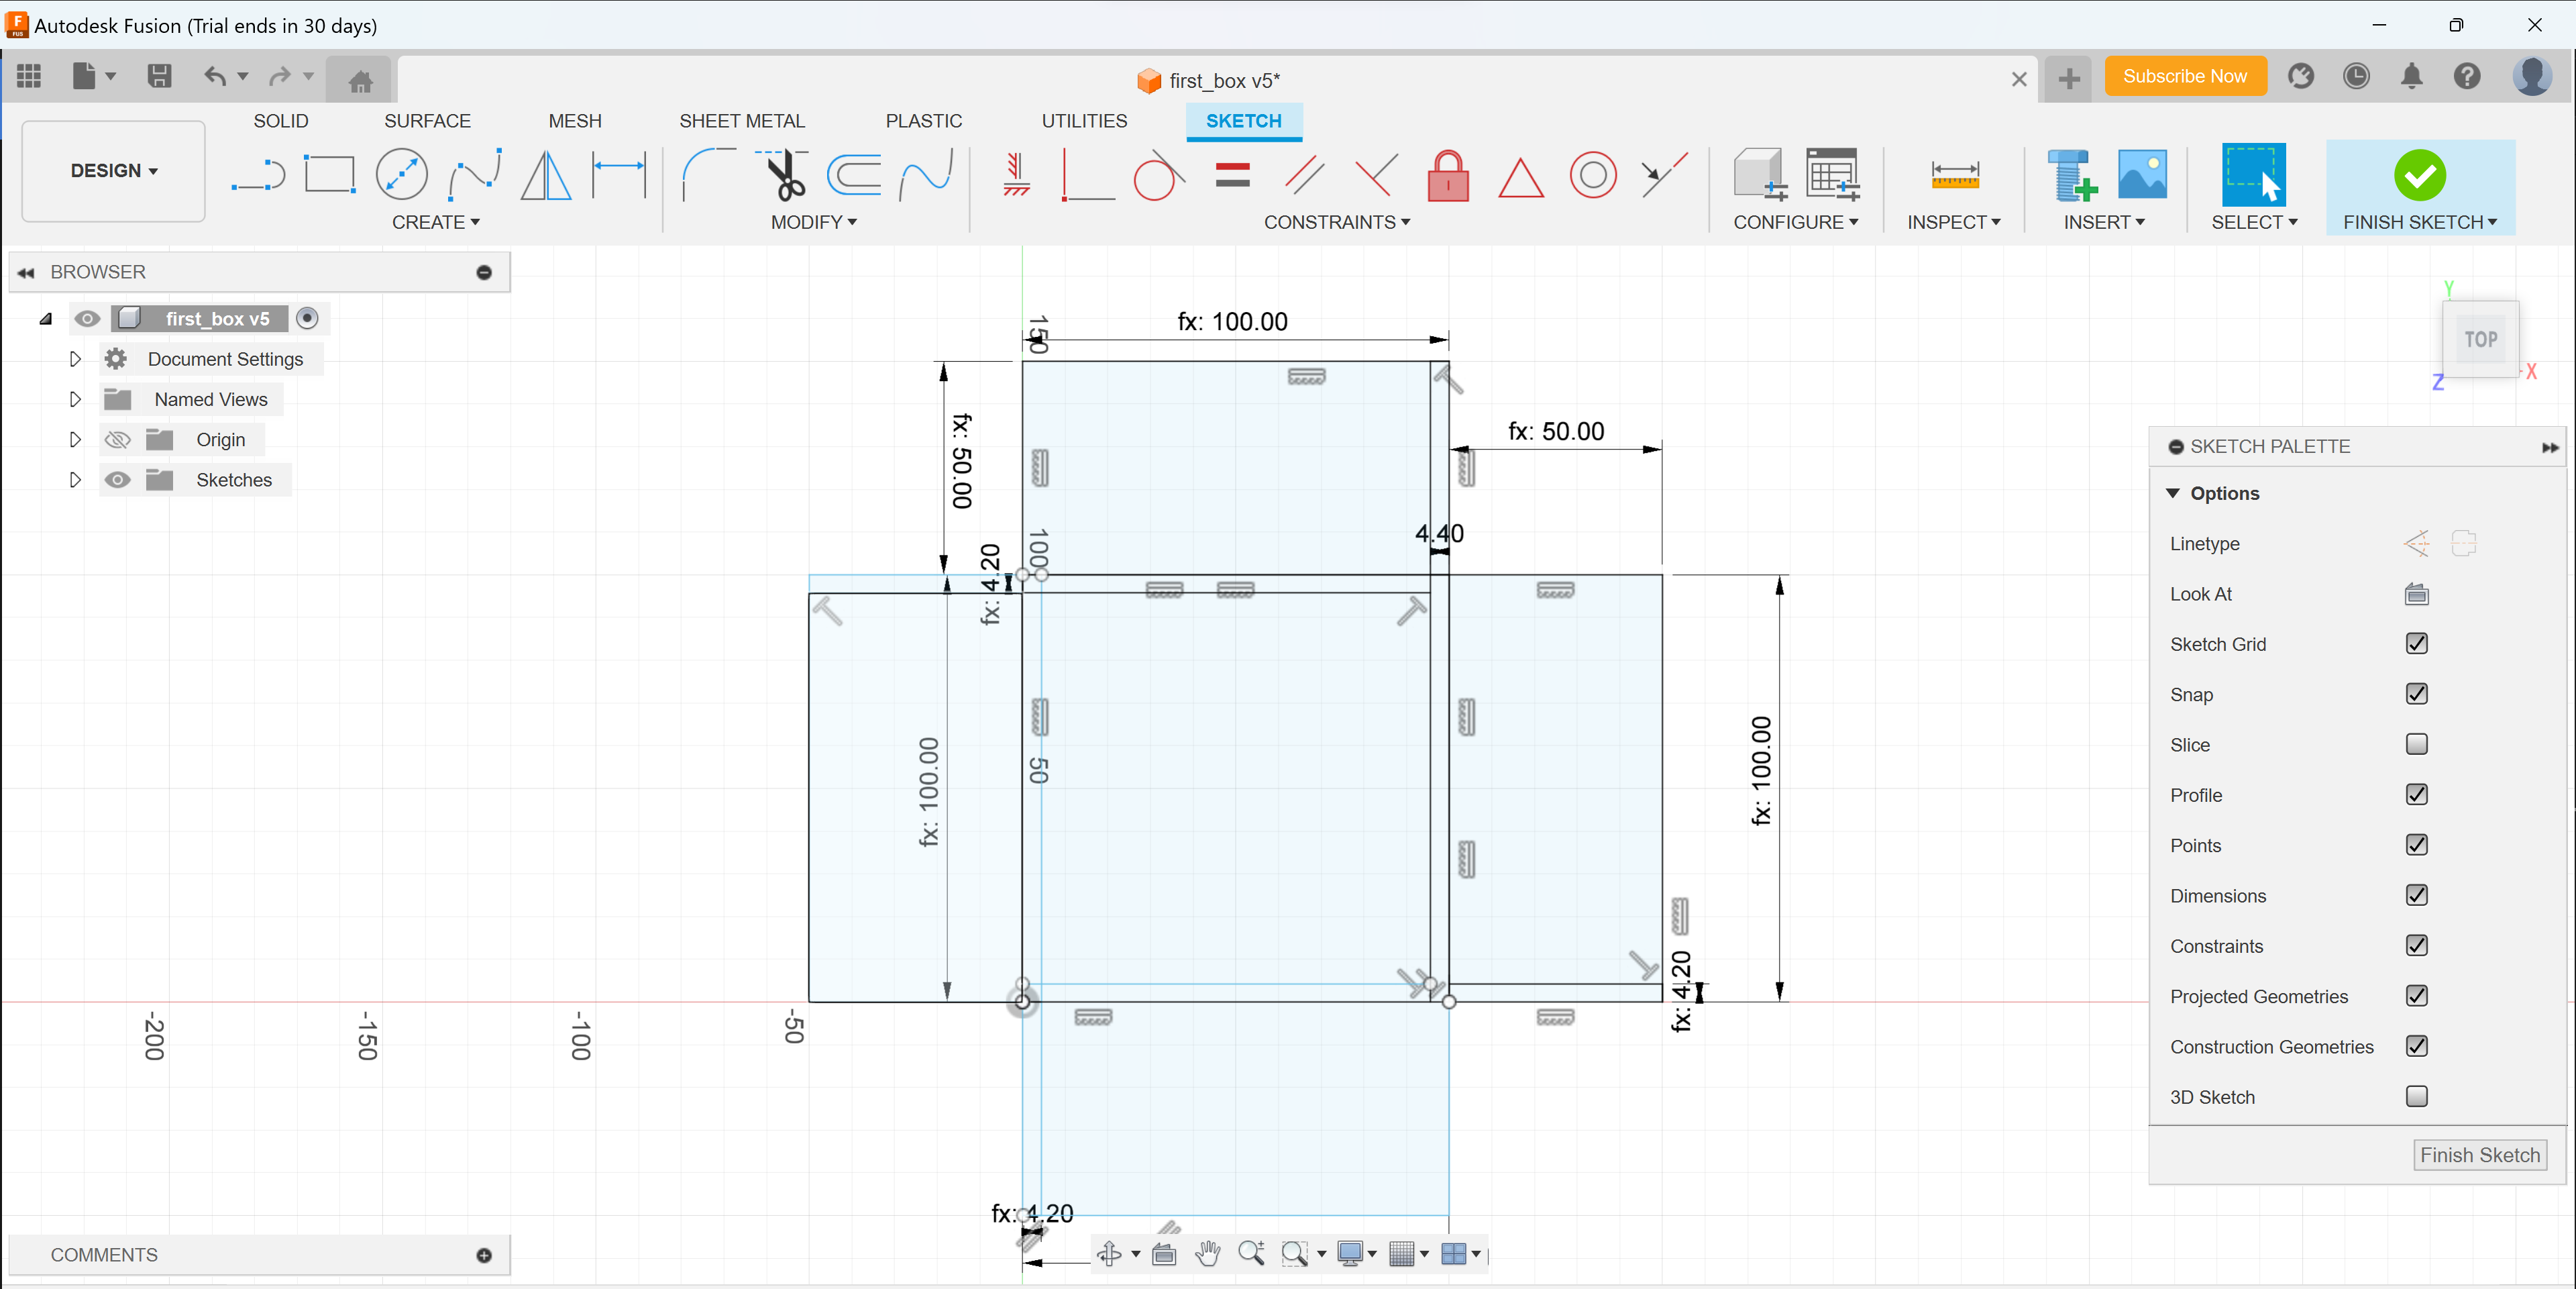 Autodesk Fusion (Trial ends in 30 days)
first_box v5*
Subscribe Now
SOLID SURFACE MESH SHEET METAL PLASTIC UTILITIES SKETCH
DESIGN
CREATE MODIFY CONSTRAINTS CONFIGURE INSPECT INSERT SELECT FINISH SKETCH
BROWSER
first_box v5
Document Settings
Named Views
Origin
Sketches
fx: 100.00
150
fx: 50.00
fx: 50.00
4.40
100
fx: 4.20
fx: 100.00
50
fx: 100.00
fx: 4.20
-200
-150
-100
-50
fx: 4.20
Y
TOP
X
Z
SKETCH PALETTE
Options
Linetype
Look At
Sketch Grid
Snap
Slice
Profile
Points
Dimensions
Constraints
Projected Geometries
Construction Geometries
3D Sketch
Finish Sketch
COMMENTS